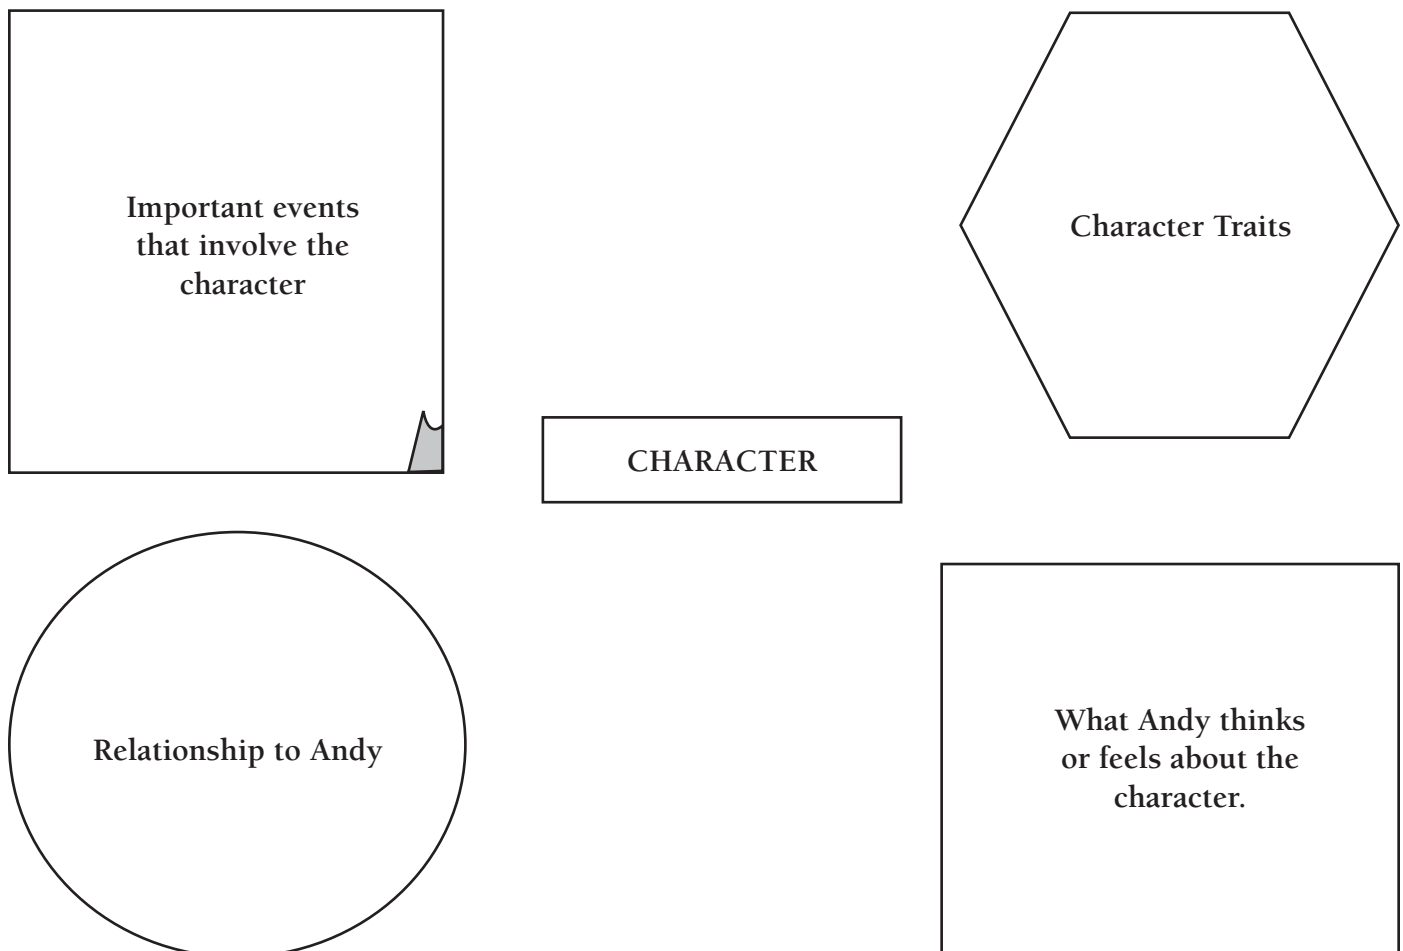 Important events
that involve the
character
Character Traits
CHARACTER
Relationship to Andy
What Andy thinks
or feels about the
character.